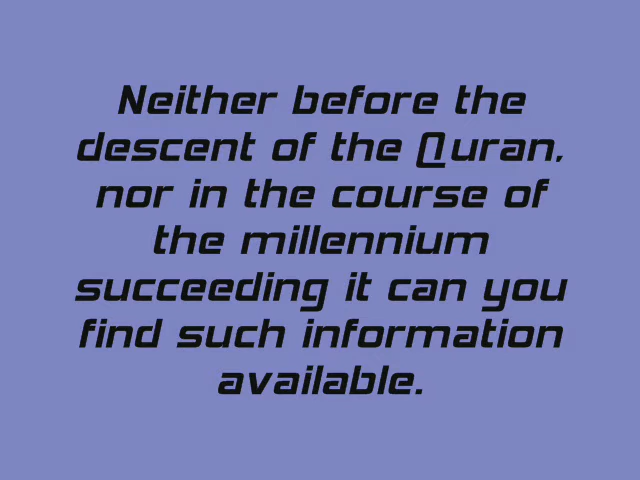 Neither before the
descent of the Quran,
nor in the course of
the millennium
succeeding it can you
find such information
available.